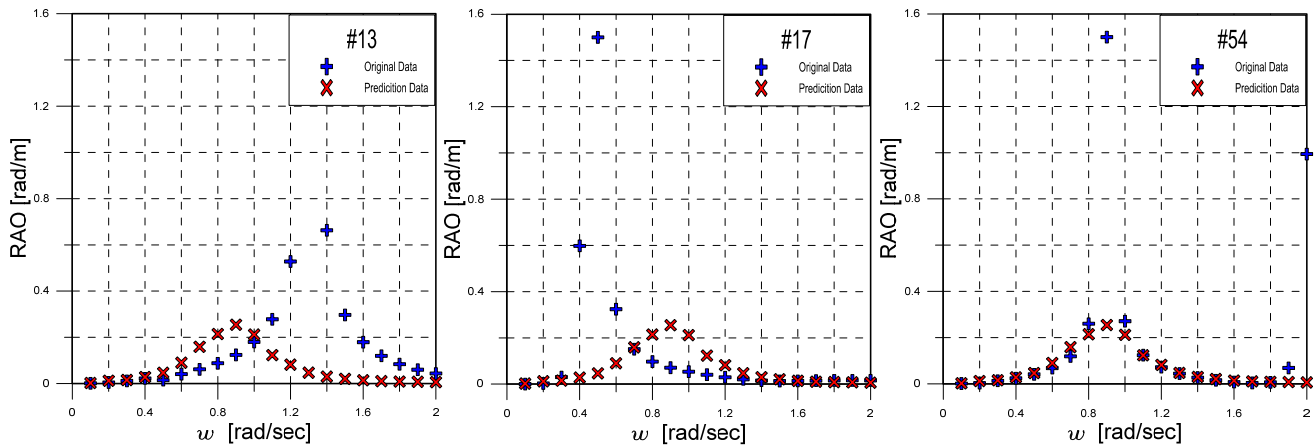 #13
Original Data
Predicition Data
1.6
1.2
0.8
0.4
0
RAO [rad/m]
0 0.4 0.8 1.2 1.6 2
w [rad/sec]
#17
Original Data
Predicition Data
1.6
1.2
0.8
0.4
0
RAO [rad/m]
0 0.4 0.8 1.2 1.6 2
w [rad/sec]
#54
Original Data
Predicition Data
1.6
1.2
0.8
0.4
0
RAO [rad/m]
0 0.4 0.8 1.2 1.6 2
w [rad/sec]